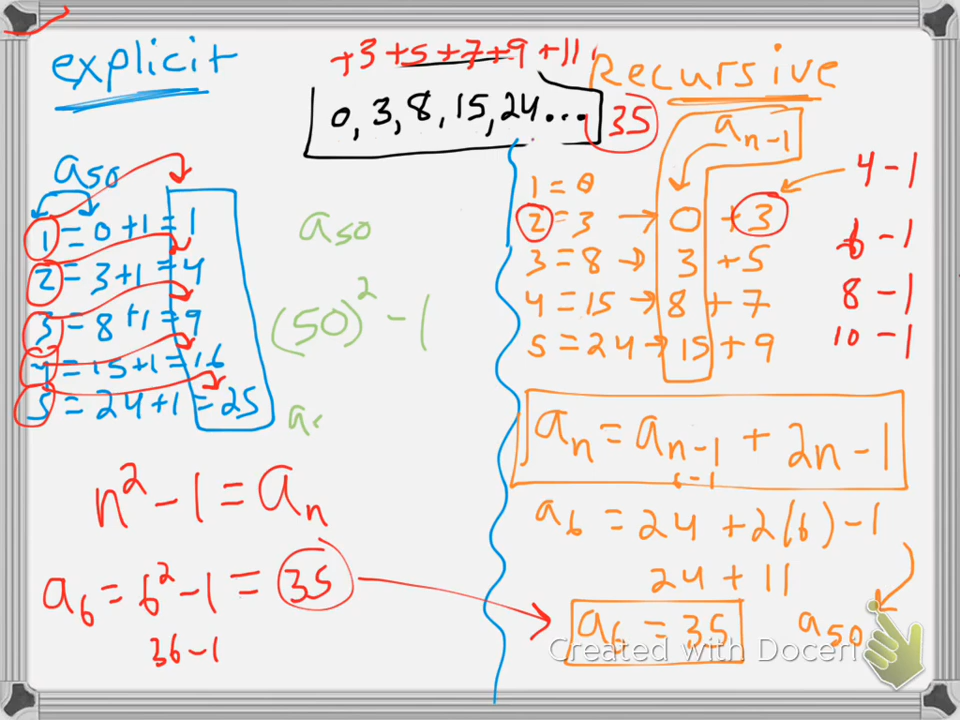 explicit
+3 +5 +7 +9 +11
0, 3, 8, 15, 24... 35
a50
1 = 0 +1 = 1
2 = 3 +1 = 4
3 = 8 +1 = 9
4 = 15 +1 = 16
5 = 24 +1 = 25
n² - 1 = an
a6 = 6² - 1 = 35
36 - 1
a50
(50)² - 1
a
Recursive
an-1
1 = 0
2 = 3 → 0 + 3
3 = 8 → 3 + 5
4 = 15 → 8 + 7
5 = 24 → 15 + 9
4 - 1
6 - 1
8 - 1
10 - 1
an = an-1 + 2n - 1
6-1
a6 = 24 + 2(6) - 1
24 + 11
a6 = 35
a50
Created with Doceri